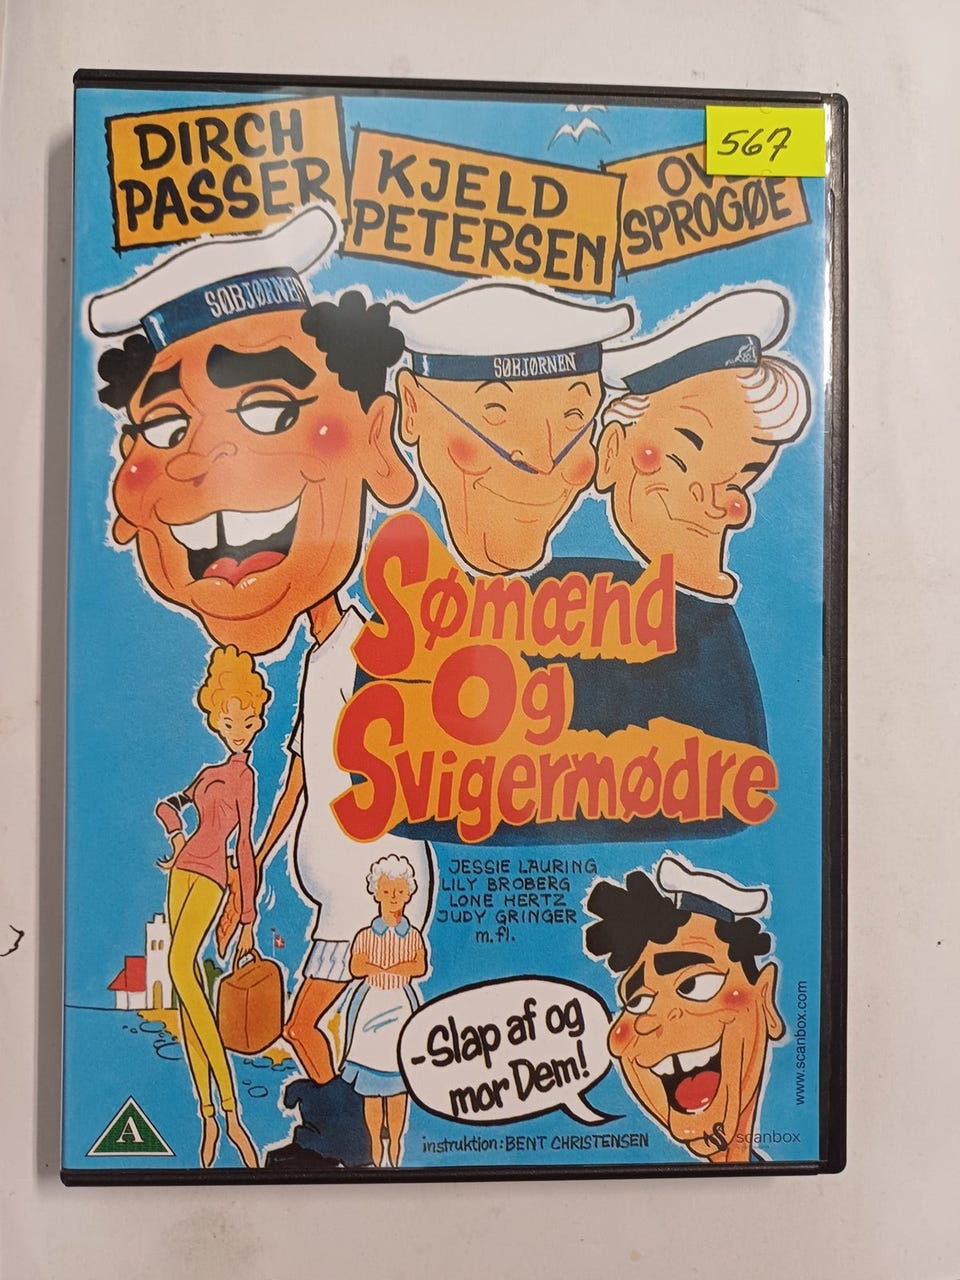 DIRCH
PASSER
KJELD
PETERSEN
SPROGØE
567
SØBJØRNEN
SØBJØRNEN
Sømænd
og
Svigermødre
JESSIE LAURING
LILY BROBERG
LONE HERTZ
JUDY GRINGER
m.fl.
-Slap af og
mor Dem!
instruktion: BENT CHRISTENSEN
A
www.scanbox.com
scanbox